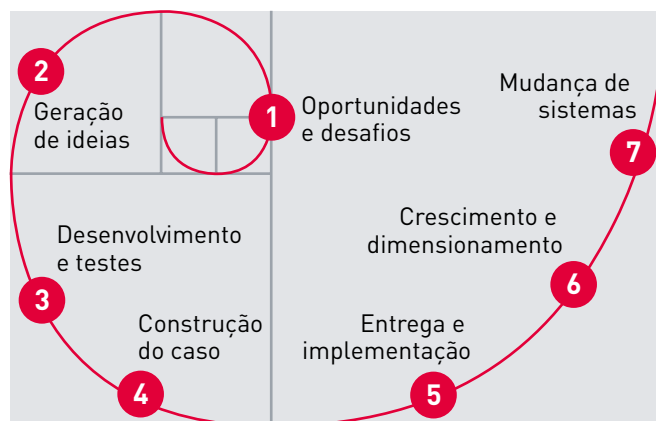 1
Oportunidades
e desafios
2
Geração
de ideias
3
Desenvolvimento
e testes
4
Construção
do caso
5
Entrega e
implementação
6
Crescimento e
dimensionamento
7
Mudança de
sistemas